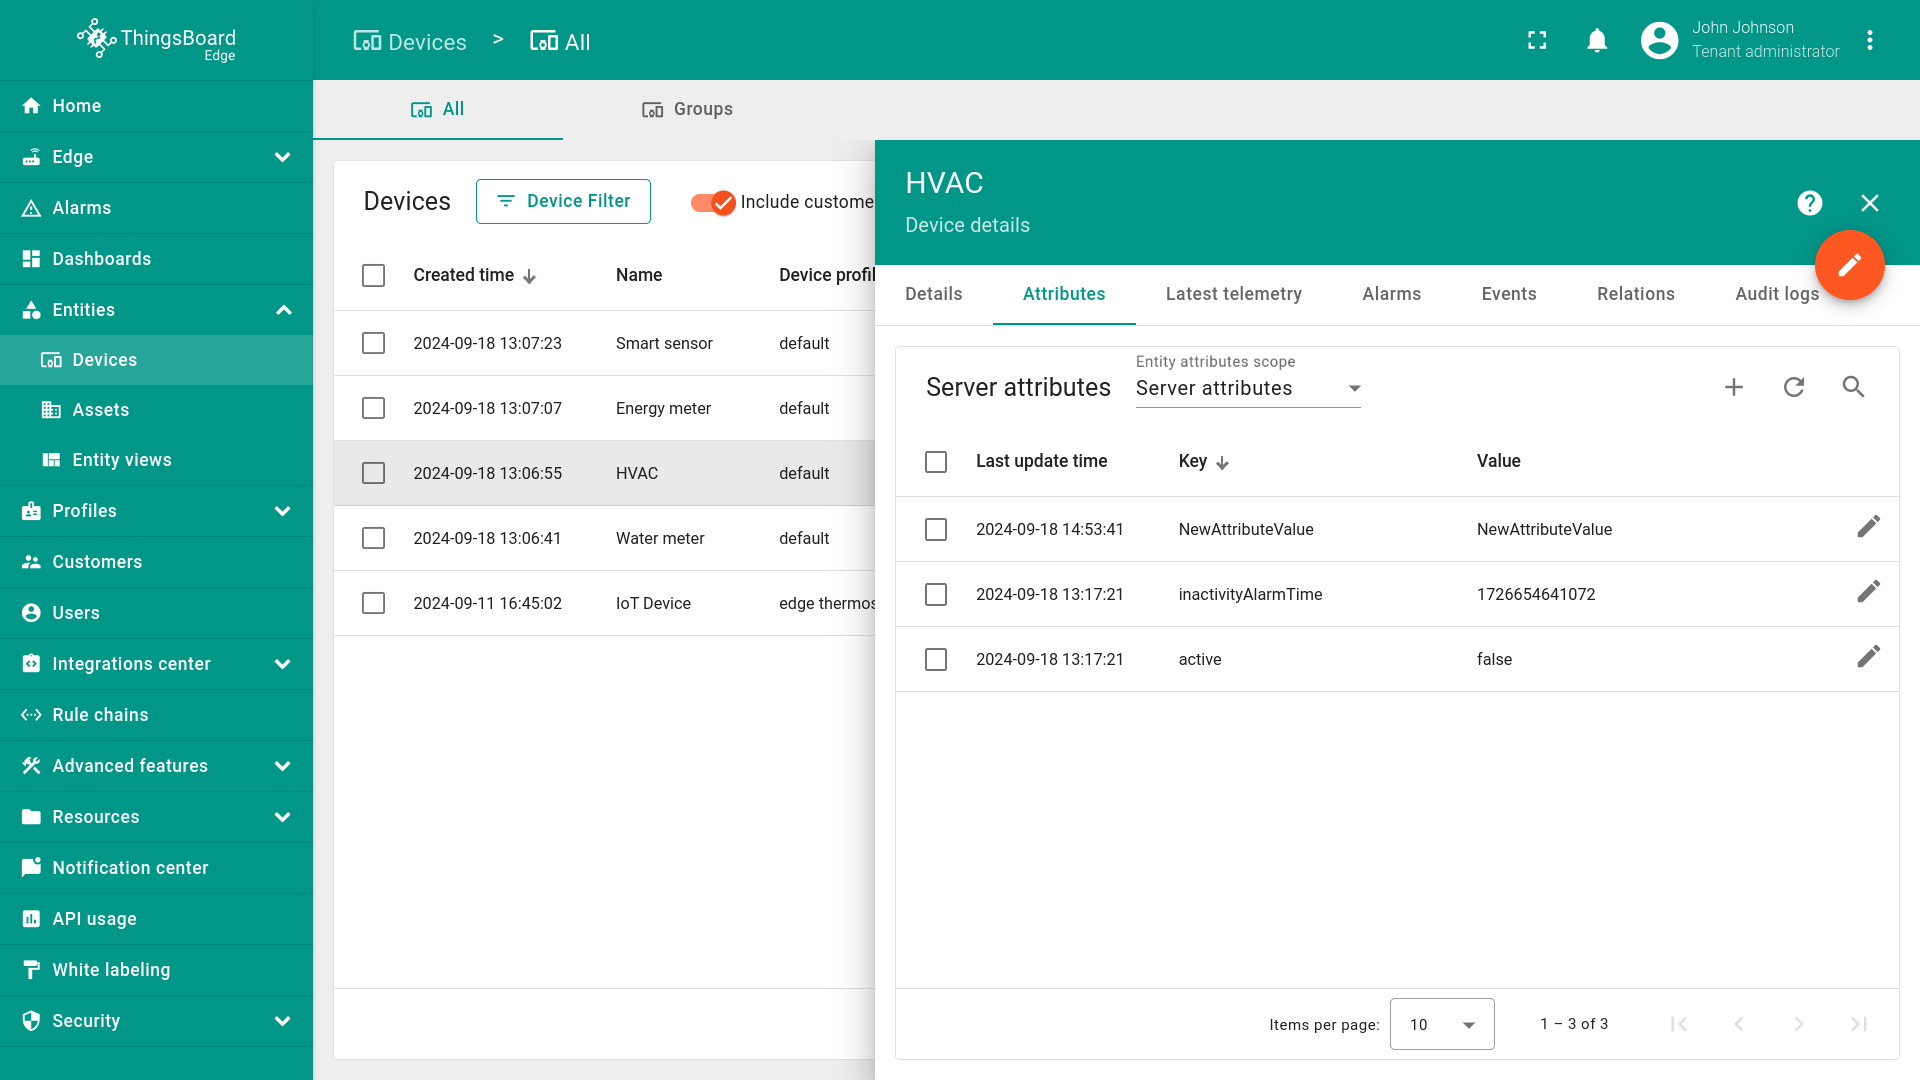 ThingsBoard
Edge
Devices > All
John Johnson
Tenant administrator
Home
Edge
Alarms
Dashboards
Entities
Devices
Assets
Entity views
Profiles
Customers
Users
Integrations center
Rule chains
Advanced features
Resources
Notification center
API usage
White labeling
Security
All Groups
Devices Device Filter Include custome
Created time Name Device profil
2024-09-18 13:07:23 Smart sensor default
2024-09-18 13:07:07 Energy meter default
2024-09-18 13:06:55 HVAC default
2024-09-18 13:06:41 Water meter default
2024-09-11 16:45:02 IoT Device edge thermos
HVAC
Device details
Details Attributes Latest telemetry Alarms Events Relations Audit logs
Entity attributes scope
Server attributes Server attributes
Last update time Key Value
2024-09-18 14:53:41 NewAttributeValue NewAttributeValue
2024-09-18 13:17:21 inactivityAlarmTime 1726654641072
2024-09-18 13:17:21 active false
Items per page: 10 1 – 3 of 3